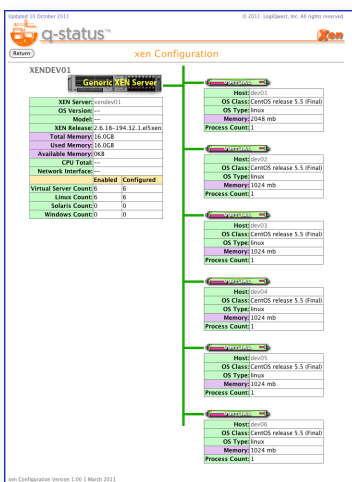 Updated 10 October 2011
© 2011 LogiQwest, Inc. All rights reserved.
q-status™
Xen
Return
xen Configuration
XENDEV01
Generic XEN Server
XEN Server: xendev01
OS Version: --
Model: --
XEN Release: 2.6.18-194.32.1.el5xen
Total Memory: 16.0GB
Used Memory: 16.0GB
Available Memory: 0KB
CPU Total: --
Network Interface: --
Enabled Configured
Virtual Server Count: 6 6
Linux Count: 6 6
Solaris Count: 0 0
Windows Count: 0 0
Host: dev01
OS Class: CentOS release 5.5 (Final)
OS Type: linux
Memory: 2048 mb
Process Count: 1
Host: dev02
OS Class: CentOS release 5.5 (Final)
OS Type: linux
Memory: 1024 mb
Process Count: 1
Host: dev03
OS Class: CentOS release 5.5 (Final)
OS Type: linux
Memory: 1024 mb
Process Count: 1
Host: dev04
OS Class: CentOS release 5.5 (Final)
OS Type: linux
Memory: 1024 mb
Process Count: 1
Host: dev05
OS Class: CentOS release 5.5 (Final)
OS Type: linux
Memory: 1024 mb
Process Count: 1
Host: dev06
OS Class: CentOS release 5.5 (Final)
OS Type: linux
Memory: 1024 mb
Process Count: 1
xen Configuration Version 1.00 1 March 2011